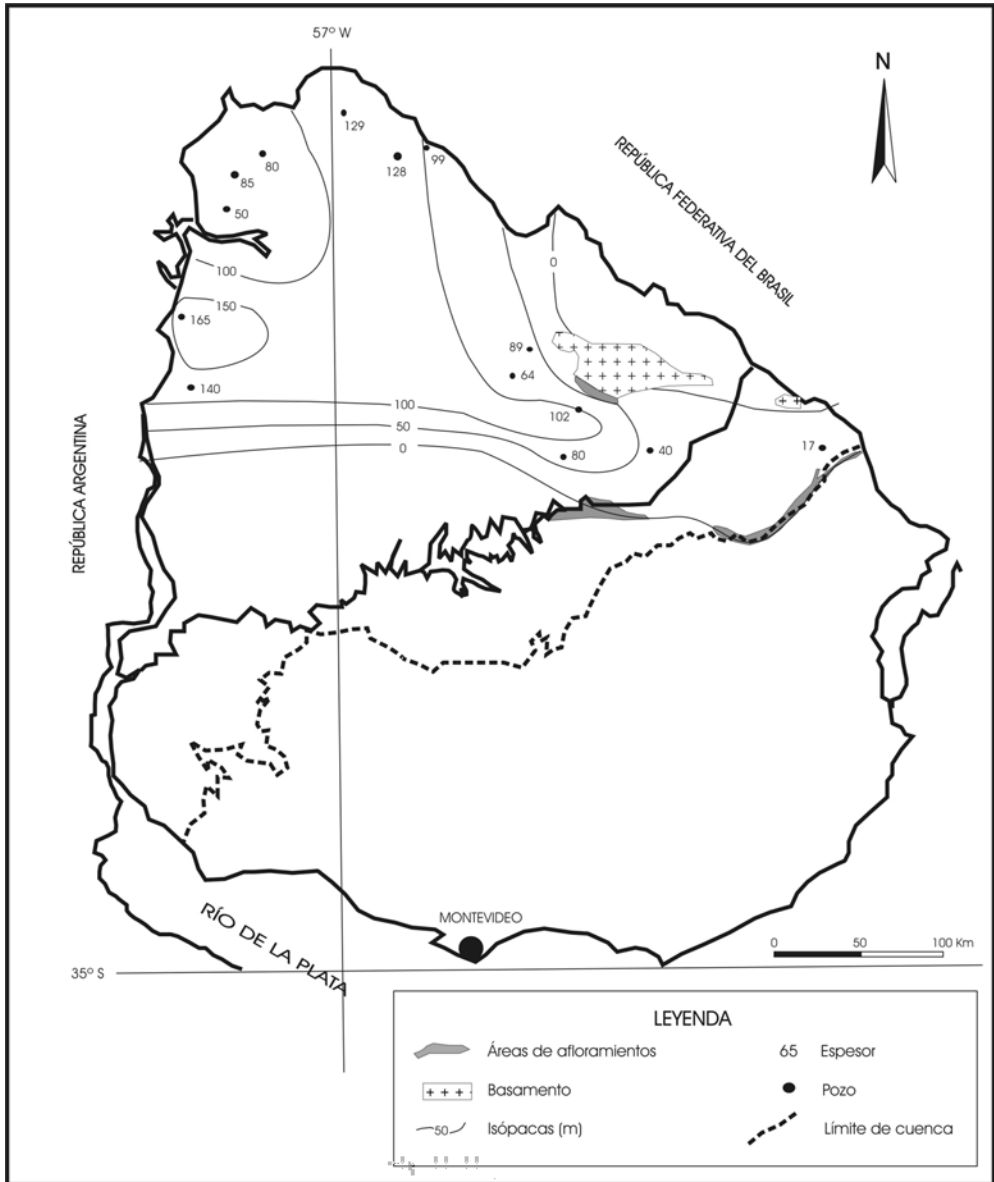 57° W
N
129
128
99
80
85
50
REPÚBLICA FEDERATIVA DEL BRASIL
0
100
150
165
89
64
140
100
102
50
0
80
40
17
REPÚBLICA ARGENTINA
MONTEVIDEO
RÍO DE LA PLATA
0 50 100 Km
35° S
LEYENDA
Áreas de afloramientos
65 Espesor
Basamento
Pozo
50 Isópacas (m)
Límite de cuenca